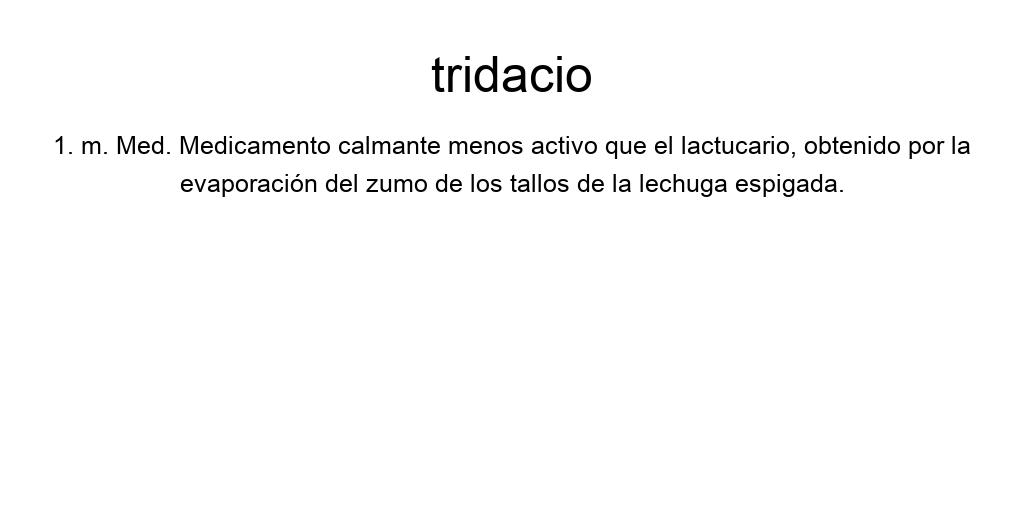 tridacio
1. m. Med. Medicamento calmante menos activo que el lactucario, obtenido por la
evaporación del zumo de los tallos de la lechuga espigada.